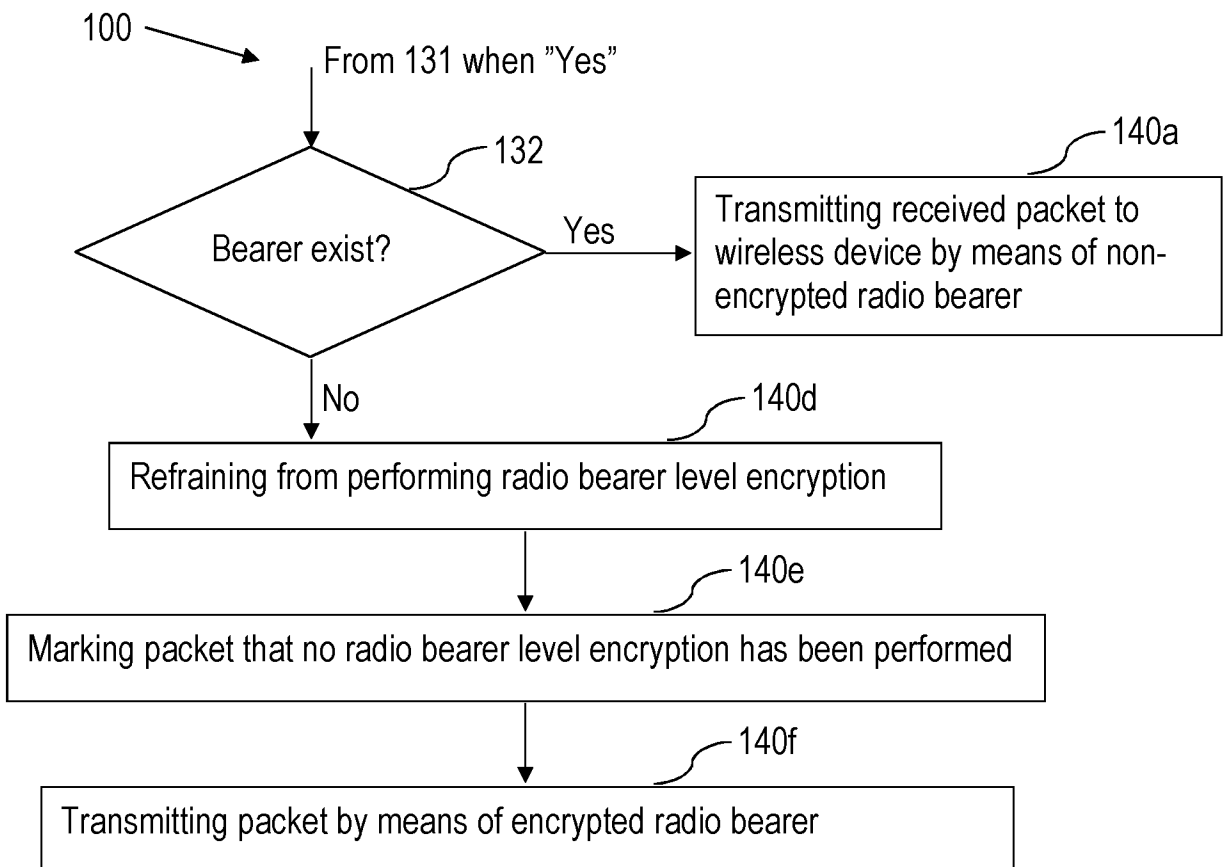 100
From 131 when ”Yes”
132
140a
Bearer exist?
Yes
Transmitting received packet to
wireless device by means of non-
encrypted radio bearer
No
140d
Refraining from performing radio bearer level encryption
140e
Marking packet that no radio bearer level encryption has been performed
140f
Transmitting packet by means of encrypted radio bearer